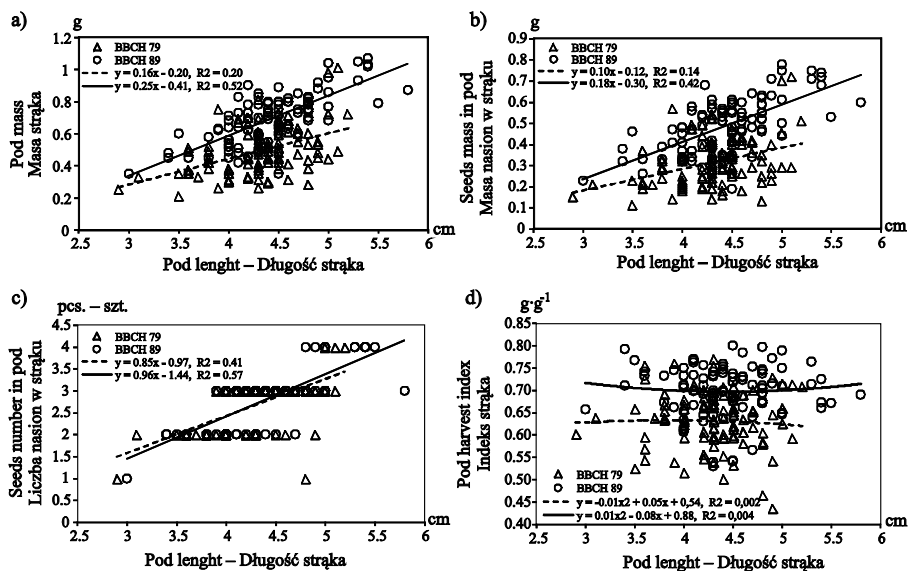 a)
g
1.2
1
0.8
0.6
0.4
0.2
0
Pod mass
Masa strąka
BBCH 79
BBCH 89
y = 0.16x - 0.20, R2 = 0.20
y = 0.25x - 0.41, R2 = 0.52
2.5 3 3.5 4 4.5 5 5.5 6
cm
Pod lenght – Długość strąka
b)
g
0.9
0.8
0.7
0.6
0.5
0.4
0.3
0.2
0.1
0
Seeds mass in pod
Masa nasion w strąku
BBCH 79
BBCH 89
y = 0.10x - 0.12, R2 = 0.14
y = 0.18x - 0.30, R2 = 0.42
2.5 3 3.5 4 4.5 5 5.5 6
cm
Pod lenght – Długość strąka
c)
pcs. – szt.
4.5
4
3.5
3
2.5
2
1.5
1
0.5
0
Seeds number in pod
Liczba nasion w strąku
BBCH 79
BBCH 89
y = 0.85x - 0.97, R2 = 0.41
y = 0.96x - 1.44, R2 = 0.57
2.5 3 3.5 4 4.5 5 5.5 6
cm
Pod lenght – Długość strąka
d)
g·g-1
0.85
0.80
0.75
0.70
0.65
0.60
0.55
0.50
0.45
0.40
Pod harvest index
Indeks strąka
BBCH 79
BBCH 89
y = -0.01x2 + 0.05x + 0,54, R2 = 0,002
y = 0.01x2 - 0.08x + 0.88, R2 = 0,004
2.5 3 3.5 4 4.5 5 5.5 6
cm
Pod lenght – Długość strąka